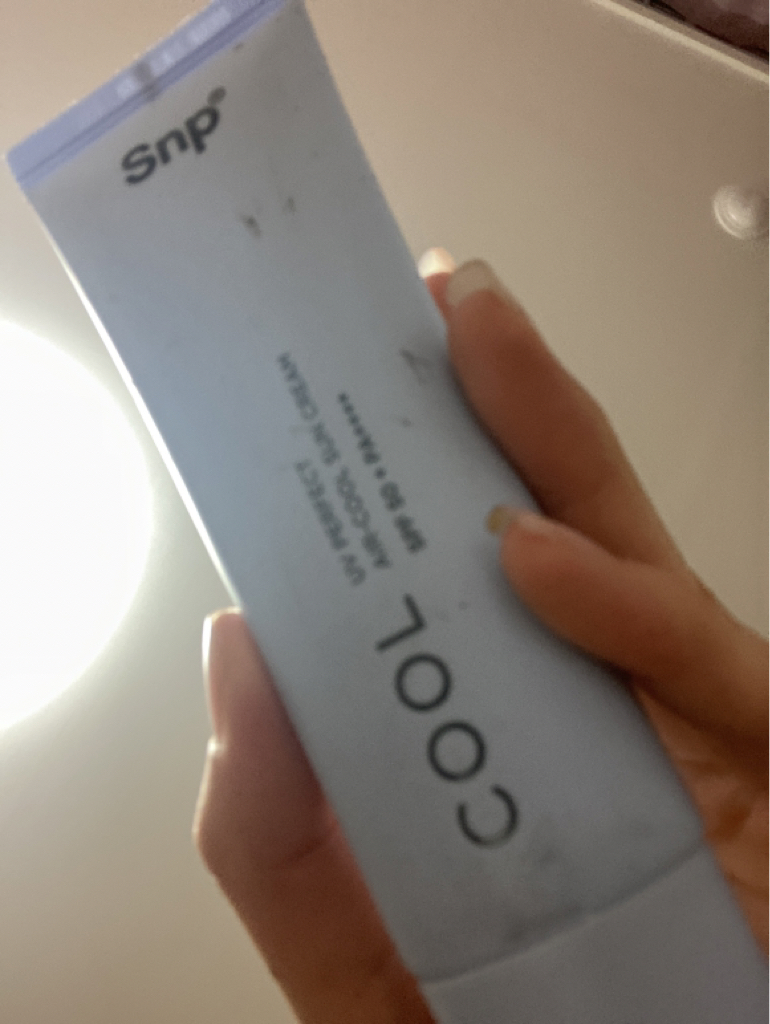 snp®
COOL
UV PERFECT
AIR-COOL SUN CREAM
SPF 50+ PA++++